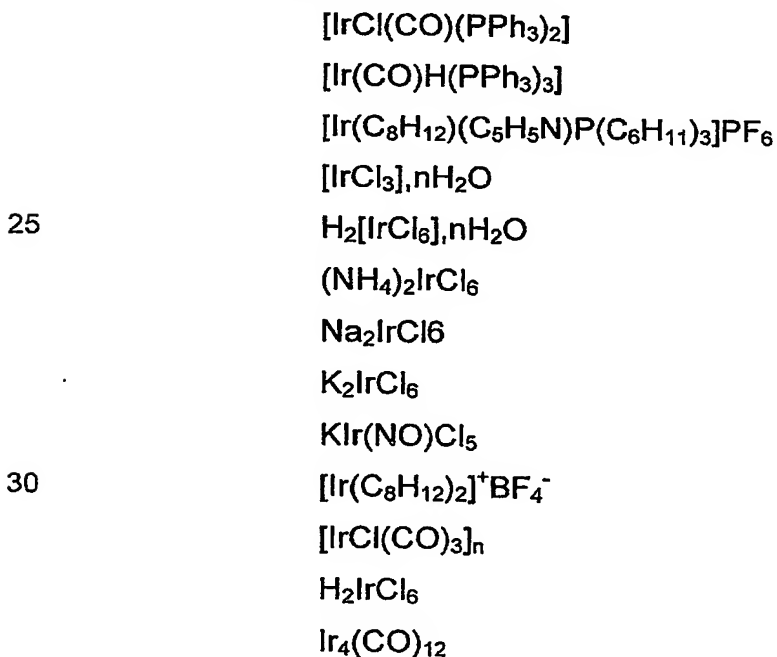 [IrCl(CO)(PPh₃)₂]
[Ir(CO)H(PPh₃)₃]
[Ir(C₈H₁₂)(C₅H₅N)P(C₆H₁₁)₃]PF₆
[IrCl₃],nH₂O
25 H₂[IrCl₆],nH₂O
(NH₄)₂IrCl₆
Na₂IrCl6
K₂IrCl₆
KIr(NO)Cl₅
30 [Ir(C₈H₁₂)₂]⁺BF₄⁻
[IrCl(CO)₃]ₙ
H₂IrCl₆
Ir₄(CO)₁₂